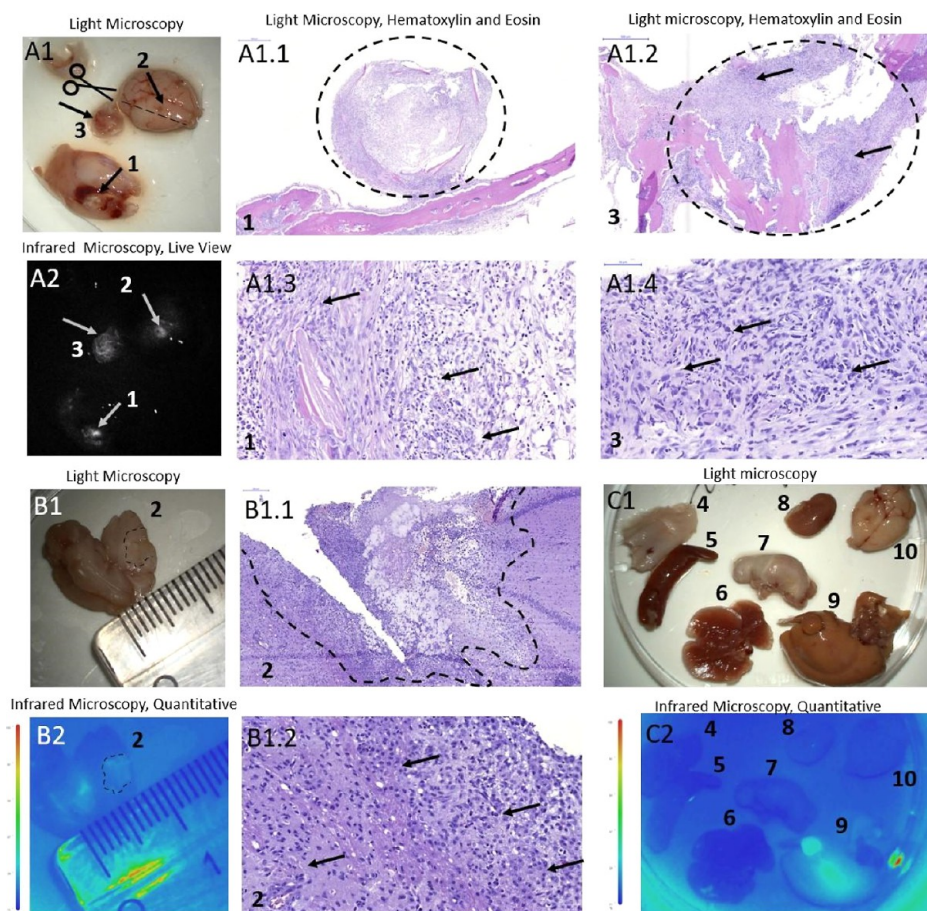 Light Microscopy
Light Microscopy, Hematoxylin and Eosin
Light microscopy, Hematoxylin and Eosin
A1
2
3
1
A1.1
1
A1.2
3
Infrared Microscopy, Live View
A2
2
3
1
A1.3
1
A1.4
3
Light Microscopy
Light microscopy
B1
2
B1.1
2
C1
4
8
5
7
10
6
9
Infrared Microscopy, Quantitative
Infrared Microscopy, Quantitative
B2
2
1
B1.2
2
C2
4
8
5
7
10
6
9